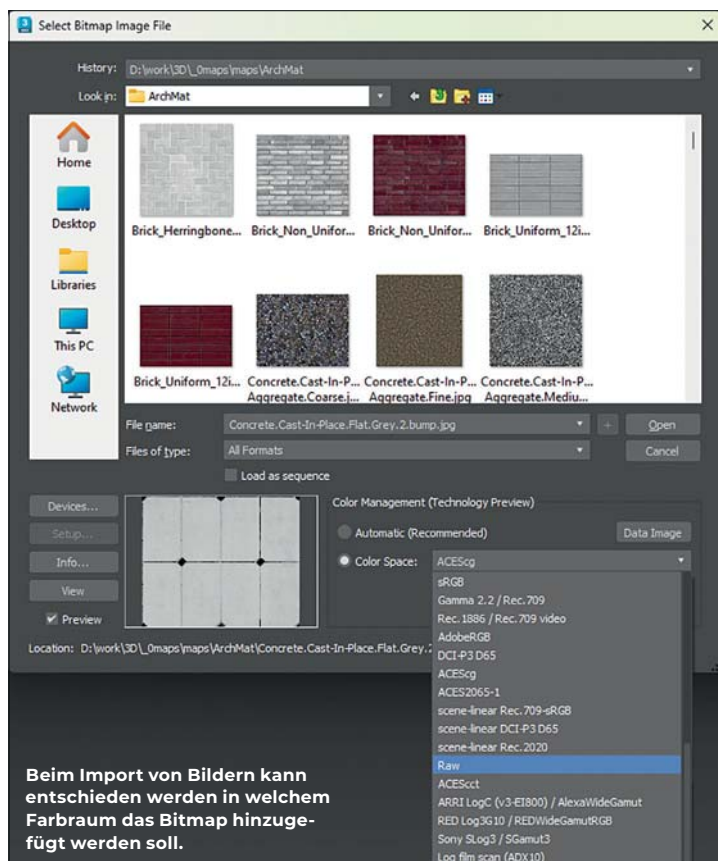 Select Bitmap Image File
History: D:\work\3D\_0maps\maps\ArchMat
Look in: ArchMat
Home
Desktop
Libraries
This PC
Network
Brick_Herringbone... Brick_Non_Unifor... Brick_Non_Unifor... Brick_Uniform_12i...
Brick_Uniform_12i... Concrete.Cast-In-P... Concrete.Cast-In-P... Concrete.Cast-In-P...
Aggregate.Coarse.j... Aggregate.Fine.jpg Aggregate.Mediu...
File name: Concrete.Cast-In-Place.Flat.Grey.2.bump.jpg Open
Files of type: All Formats Cancel
Load as sequence
Devices...
Setup...
Info...
View
Preview
Color Management (Technology Preview)
Automatic (Recommended) Data Image
Color Space: ACEScg
sRGB
Gamma 2.2 / Rec.709
Rec.1886 / Rec.709 video
AdobeRGB
DCI-P3 D65
ACEScg
ACES2065-1
scene-linear Rec.709-sRGB
scene-linear DCI-P3 D65
scene-linear Rec.2020
Raw
ACEScct
ARRI LogC (v3-EI800) / AlexaWideGamut
RED Log3G10 / REDWideGamutRGB
Sony SLog3 / SGamut3
Log film scan (ADX10)
Location: D:\work\3D\_0maps\maps\ArchMat\Concrete.Cast-In-Place.Flat.Grey.2
Beim Import von Bildern kann
entschieden werden in welchem
Farbraum das Bitmap hinzuge-
fügt werden soll.